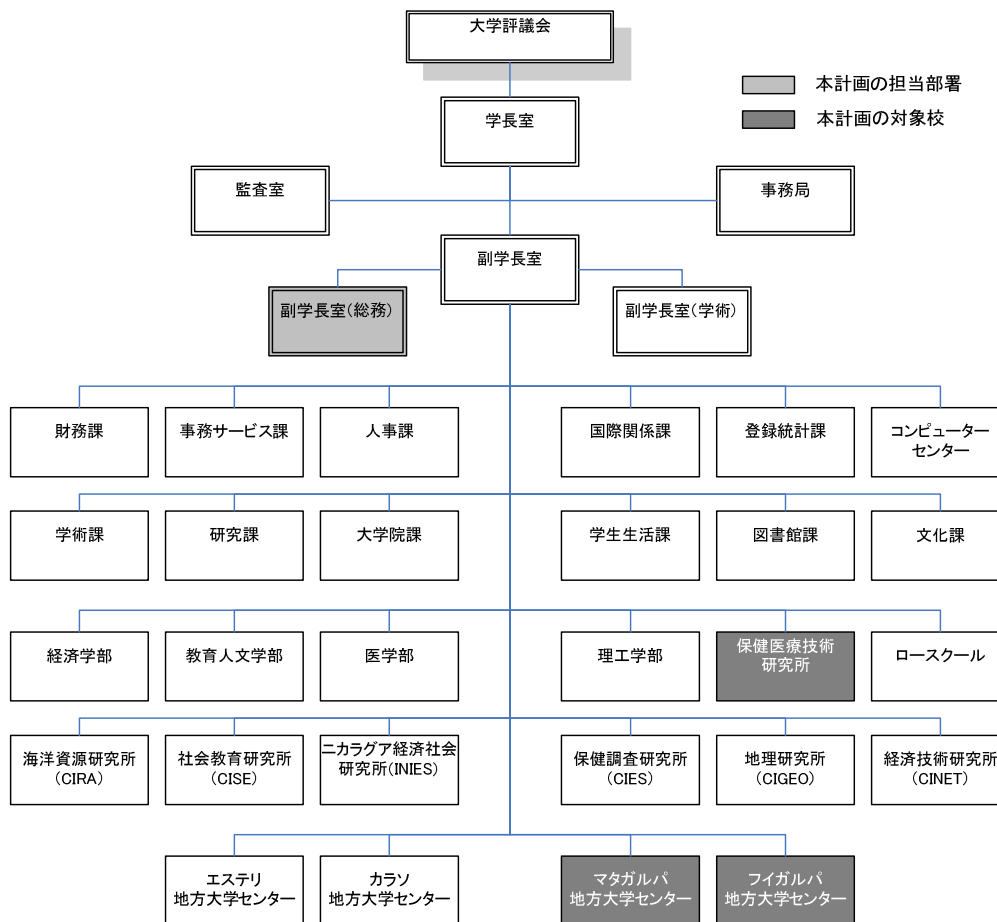 大学評議会
本計画の担当部署
学長室
本計画の対象校
監査室
事務局
副学長室
副学長室(総務)
副学長室(学術)
財務課
事務サービス課
人事課
国際関係課
登録統計課
コンピューター
センター
学術課
研究課
大学院課
学生生活課
図書館課
文化課
経済学部
教育人文学部
医学部
理工学部
保健医療技術
研究所
ロースクール
海洋資源研究所
(CIRA)
社会教育研究所
(CISE)
ニカラグア経済社会
研究所(INIES)
保健調査研究所
(CIES)
地理研究所
(CIGEO)
経済技術研究所
(CINET)
エステリ
地方大学センター
カラソ
地方大学センター
マタガルパ
地方大学センター
フイガルパ
地方大学センター